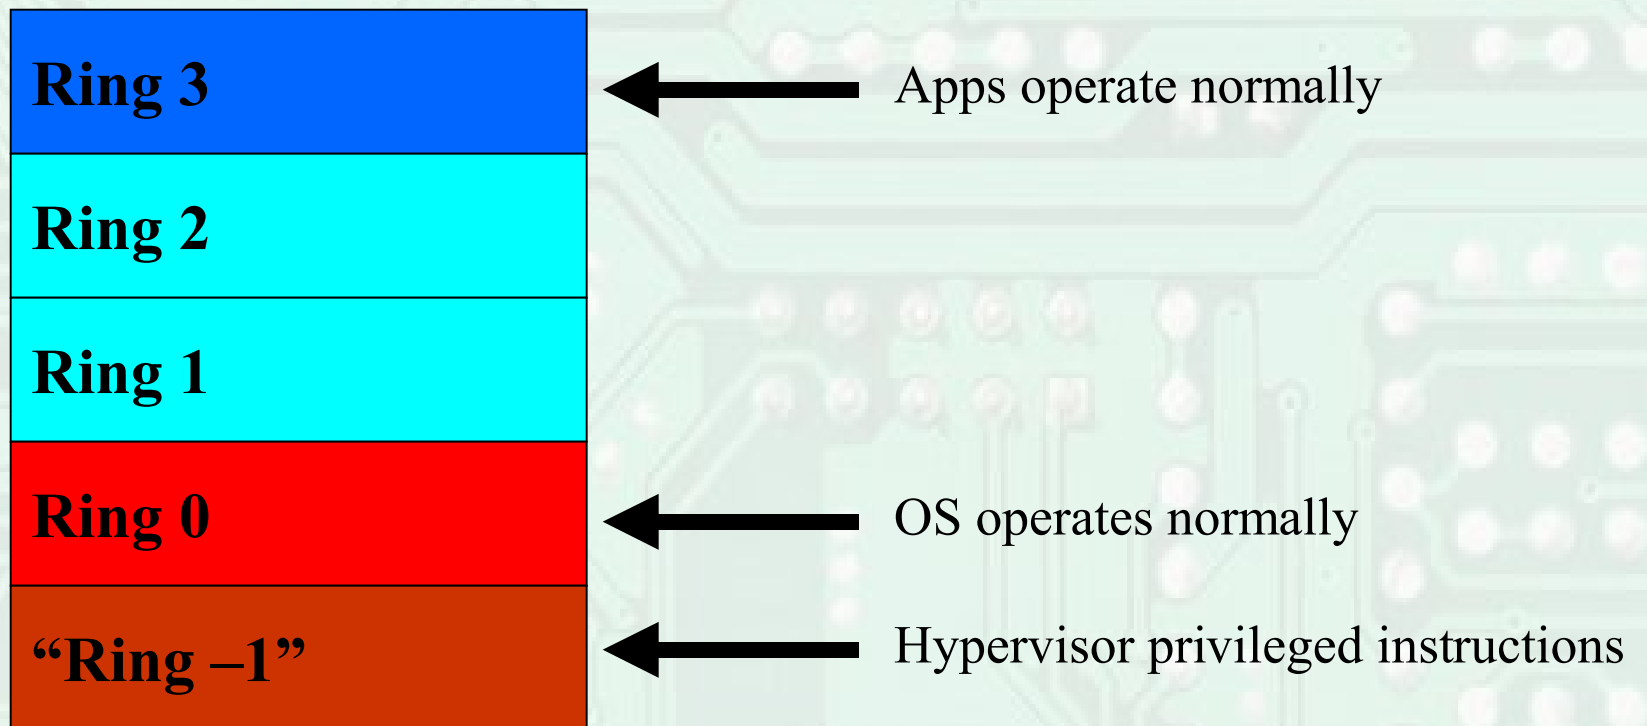 Ring 3
Apps operate normally
Ring 2
Ring 1
Ring 0
OS operates normally
“Ring –1”
Hypervisor privileged instructions